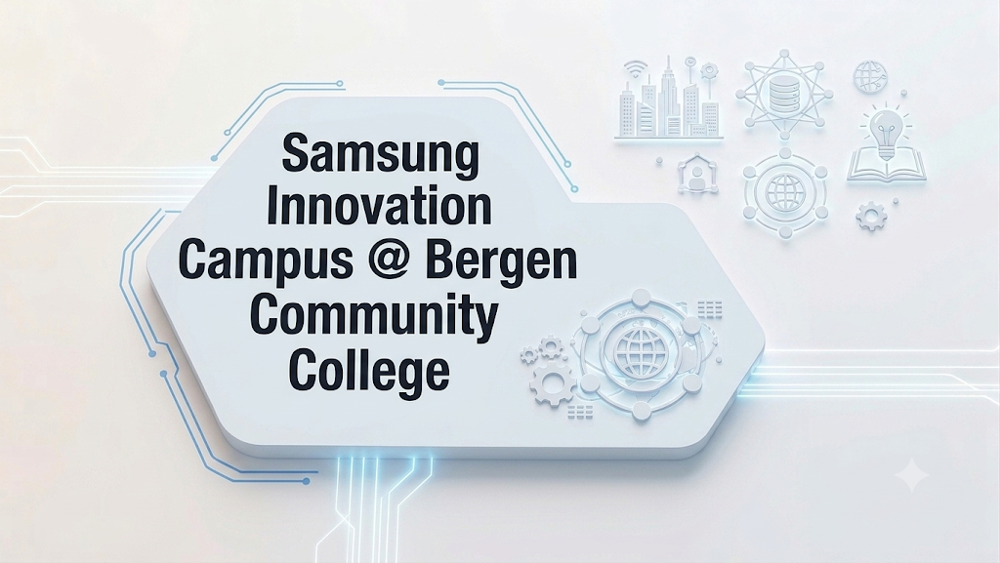 Samsung
Innovation
Campus @ Bergen
Community
College